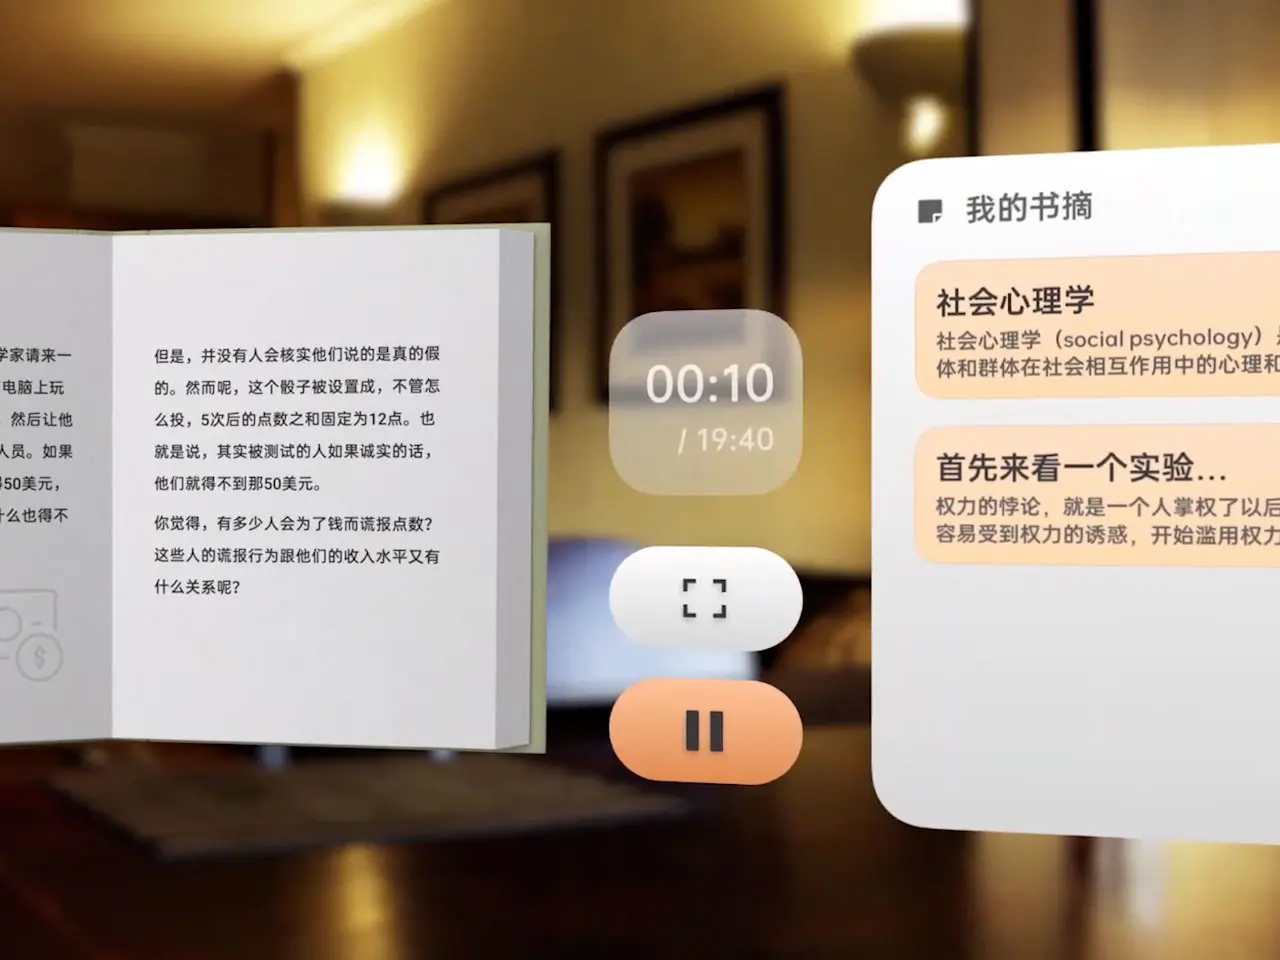 学家请来一
电脑上玩
然后让他
人员。如果
50美元，
什么也得不
但是，并没有人会核实他们说的是真的假
的。然而呢，这个骰子被设置成，不管怎
么投，5次后的点数之和固定为12点。也
就是说，其实被测试的人如果诚实的话，
他们就得不到那50美元。
你觉得，有多少人会为了钱而谎报点数？
这些人的谎报行为跟他们的收入水平又有
什么关系呢？
00:10
/ 19:40
我的书摘
社会心理学
社会心理学（social psychology）
体和群体在社会相互作用中的心理和
首先来看一个实验...
权力的悖论，就是一个人掌权了以后
容易受到权力的诱惑，开始滥用权力